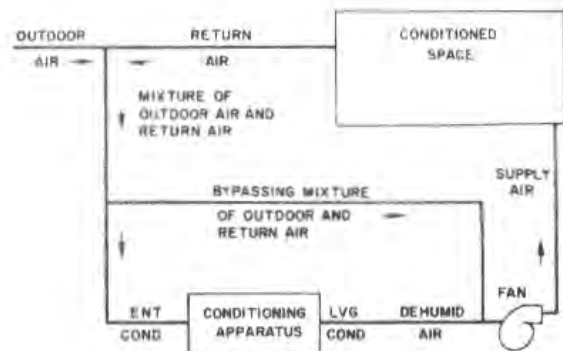 OUTDOOR
AIR
RETURN
AIR
CONDITIONED
SPACE
MIXTURE OF
OUTDOOR AIR AND
RETURN AIR
SUPPLY
AIR
BYPASSING MIXTURE
OF OUTDOOR AND
RETURN AIR
FAN
ENT
COND
CONDITIONING
APPARATUS
LVG
COND
DEHUMID
AIR